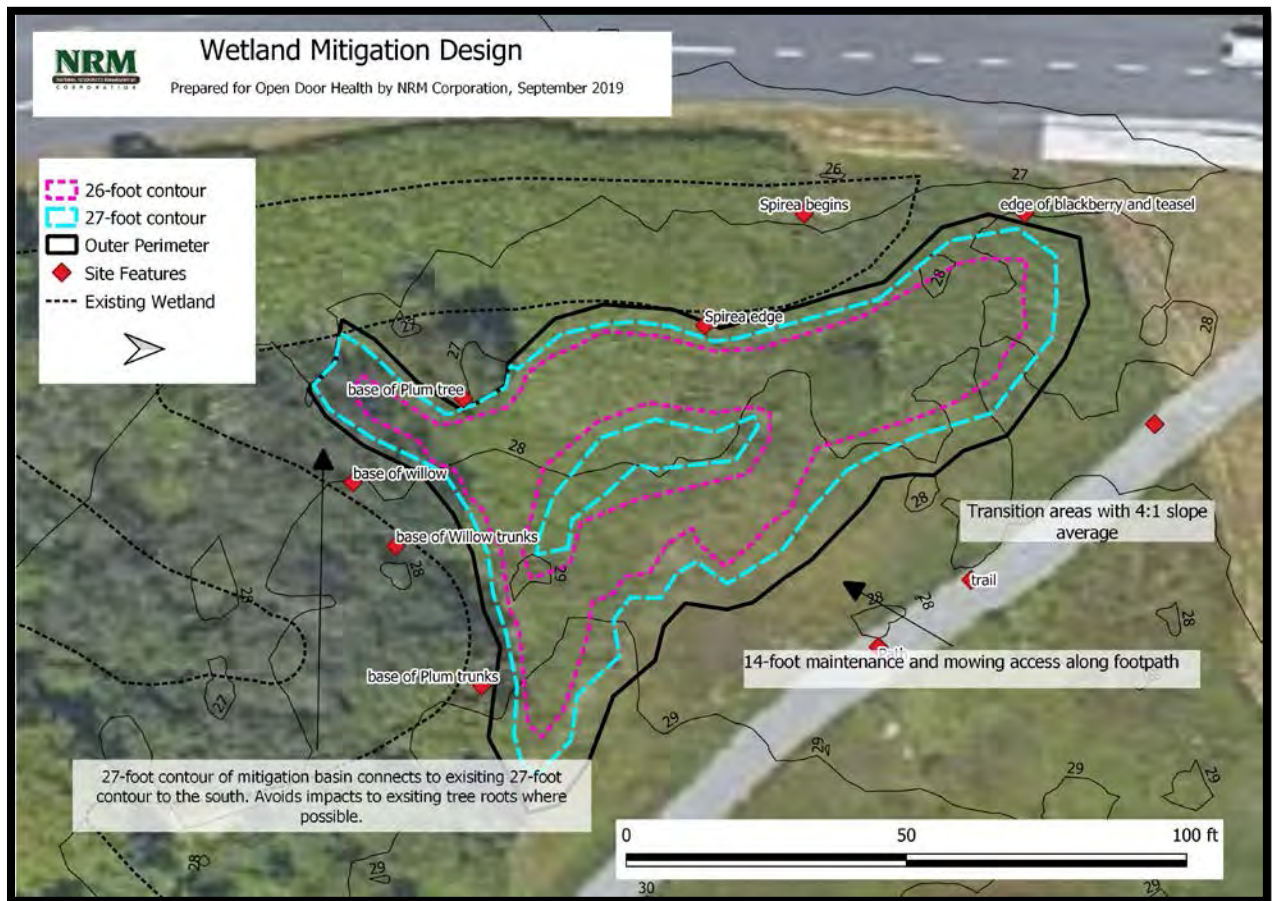 NRM
CORPORATION
Wetland Mitigation Design
Prepared for Open Door Health by NRM Corporation, September 2019
26-foot contour
27-foot contour
Outer Perimeter
Site Features
Existing Wetland
26
27
Spirea begins
edge of blackberry and teasel
28
27
Spirea edge
28
27
base of Plum tree
28
base of willow
28
Transition areas with 4:1 slope
average
base of Willow trunks
28
29
28
trail
28
28
28
14-foot maintenance and mowing access along footpath
base of Plum trunks
27
29
29
29
29
27-foot contour of mitigation basin connects to exisiting 27-foot
contour to the south. Avoids impacts to exsiting tree roots where
possible.
0
50
100 ft
28
29
30
29